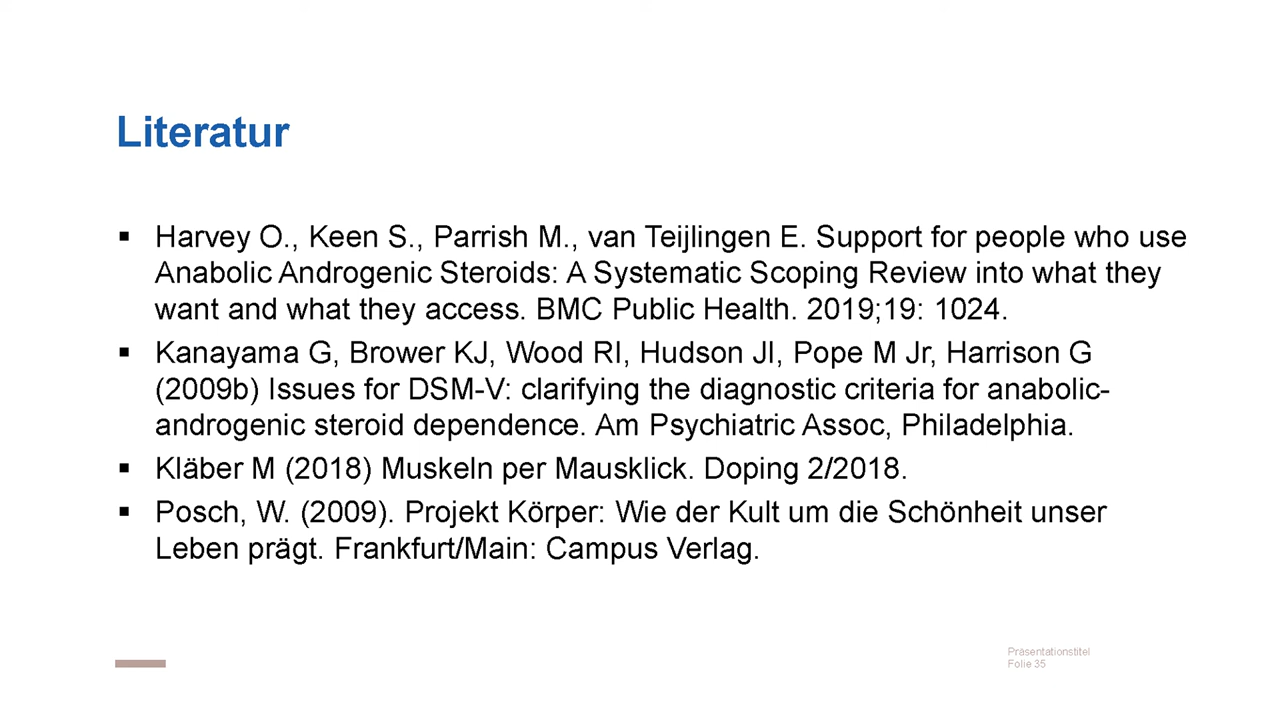 Literatur
▪ Harvey O., Keen S., Parrish M., van Teijlingen E. Support for people who use
Anabolic Androgenic Steroids: A Systematic Scoping Review into what they
want and what they access. BMC Public Health. 2019;19: 1024.
▪ Kanayama G, Brower KJ, Wood RI, Hudson JI, Pope M Jr, Harrison G
(2009b) Issues for DSM-V: clarifying the diagnostic criteria for anabolic-
androgenic steroid dependence. Am Psychiatric Assoc, Philadelphia.
▪ Kläber M (2018) Muskeln per Mausklick. Doping 2/2018.
▪ Posch, W. (2009). Projekt Körper: Wie der Kult um die Schönheit unser
Leben prägt. Frankfurt/Main: Campus Verlag.
Präsentationstitel
Folie 35